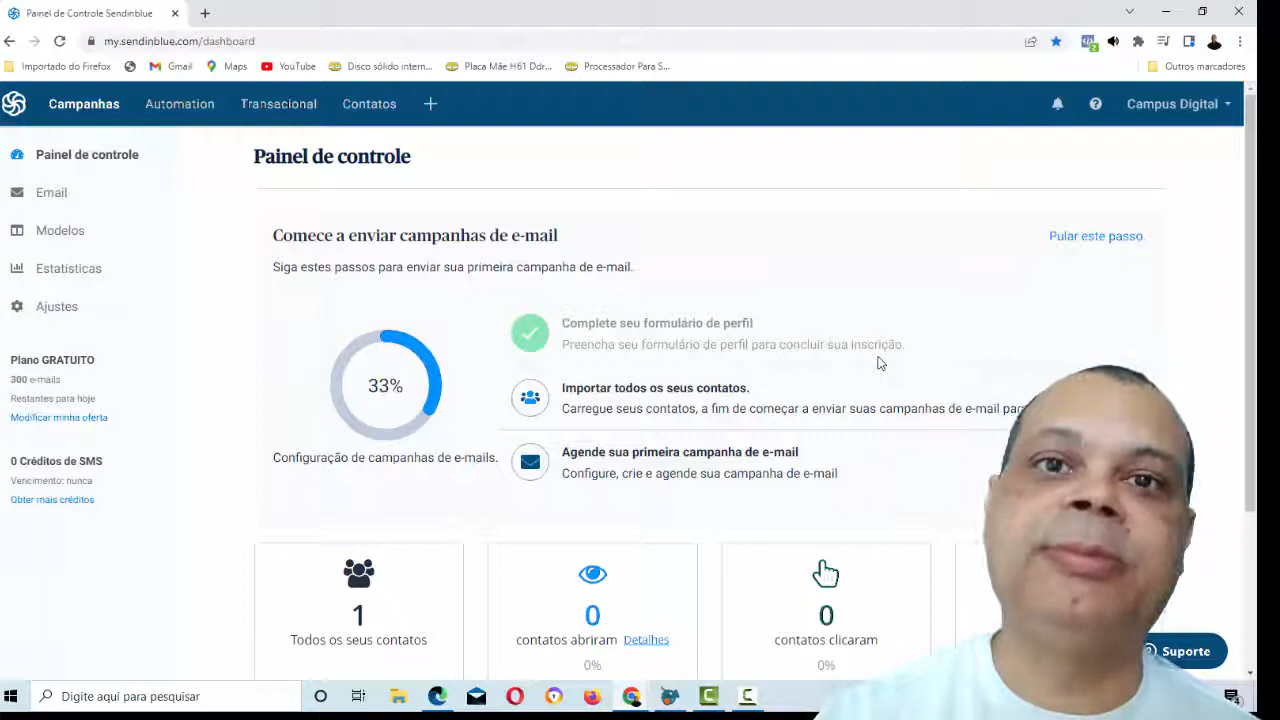 Painel de Controle Sendinblue
my.sendinblue.com/dashboard
Importado do Firefox
Gmail
Maps
YouTube
Disco sólido intern...
Placa Mãe H61 Ddr...
Processador Para S...
Outros marcadores
Campanhas
Automation
Transacional
Contatos
Campus Digital
Painel de controle
Email
Modelos
Estatísticas
Ajustes
Plano GRATUITO
300 e-mails
Restantes para hoje
Modificar minha oferta
0 Créditos de SMS
Vencimento: nunca
Obter mais créditos
Painel de controle
Comece a enviar campanhas de e-mail
Pular este passo.
Siga estes passos para enviar sua primeira campanha de e-mail.
33%
Configuração de campanhas de e-mails.
Complete seu formulário de perfil
Preencha seu formulário de perfil para concluir sua inscrição.
Importar todos os seus contatos.
Carregue seus contatos, a fim de começar a enviar suas campanhas de e-mail
Agende sua primeira campanha de e-mail
Configure, crie e agende sua campanha de e-mail
1
Todos os seus contatos
0
contatos abriram Detalhes
0%
0
contatos clicaram
0%
Suporte
Digite aqui para pesquisar